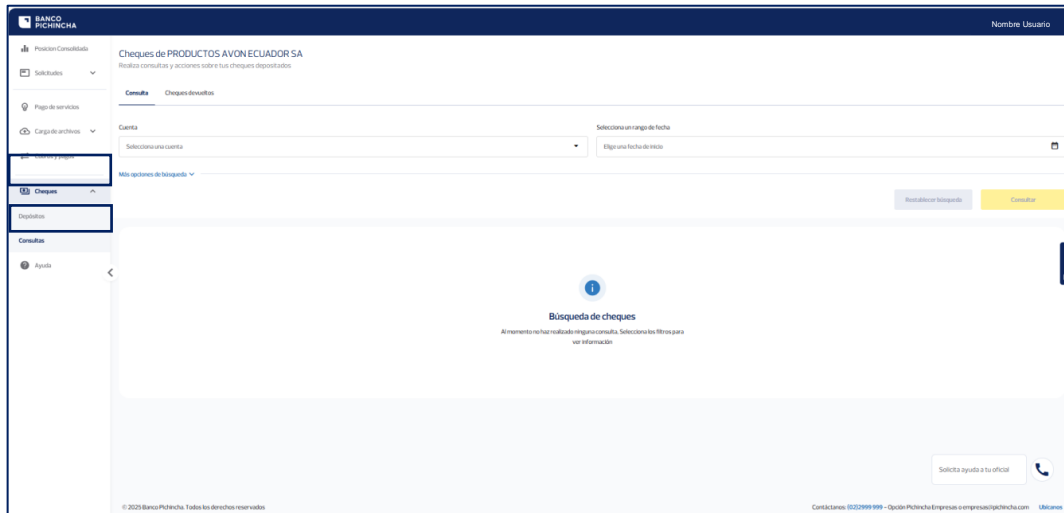 BANCO
PICHINCHA
Nombre Usuario
Posicion Consolidada
Solicitudes
Pago de servicios
Carga de archivos
Cheques
Depósitos
Consultas
Ayuda
Cheques de PRODUCTOS AVON ECUADOR SA
Realiza consultas y acciones sobre tus cheques depositados
Consulta Cheques devueltos
Cuenta Selecciona un rango de fecha
Selecciona una cuenta Elige una fecha de inicio
Más opciones de búsqueda
Restablecer búsqueda Consultar
Búsqueda de cheques
Al momento no haz realizado ninguna consulta. Selecciona los filtros para
ver información
Solicita ayuda a tu oficial
© 2025 Banco Pichincha. Todos los derechos reservados
Contáctanos: (02)2999 999 – Opción Pichincha Empresas o empresas@pichincha.com Ubícanos